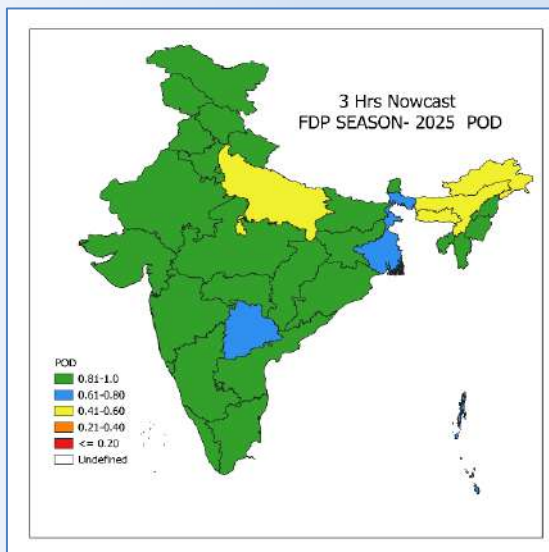 3 Hrs Nowcast
FDP SEASON- 2025 POD
POD
0.81-1.0
0.61-0.80
0.41-0.60
0.21-0.40
<= 0.20
Undefined